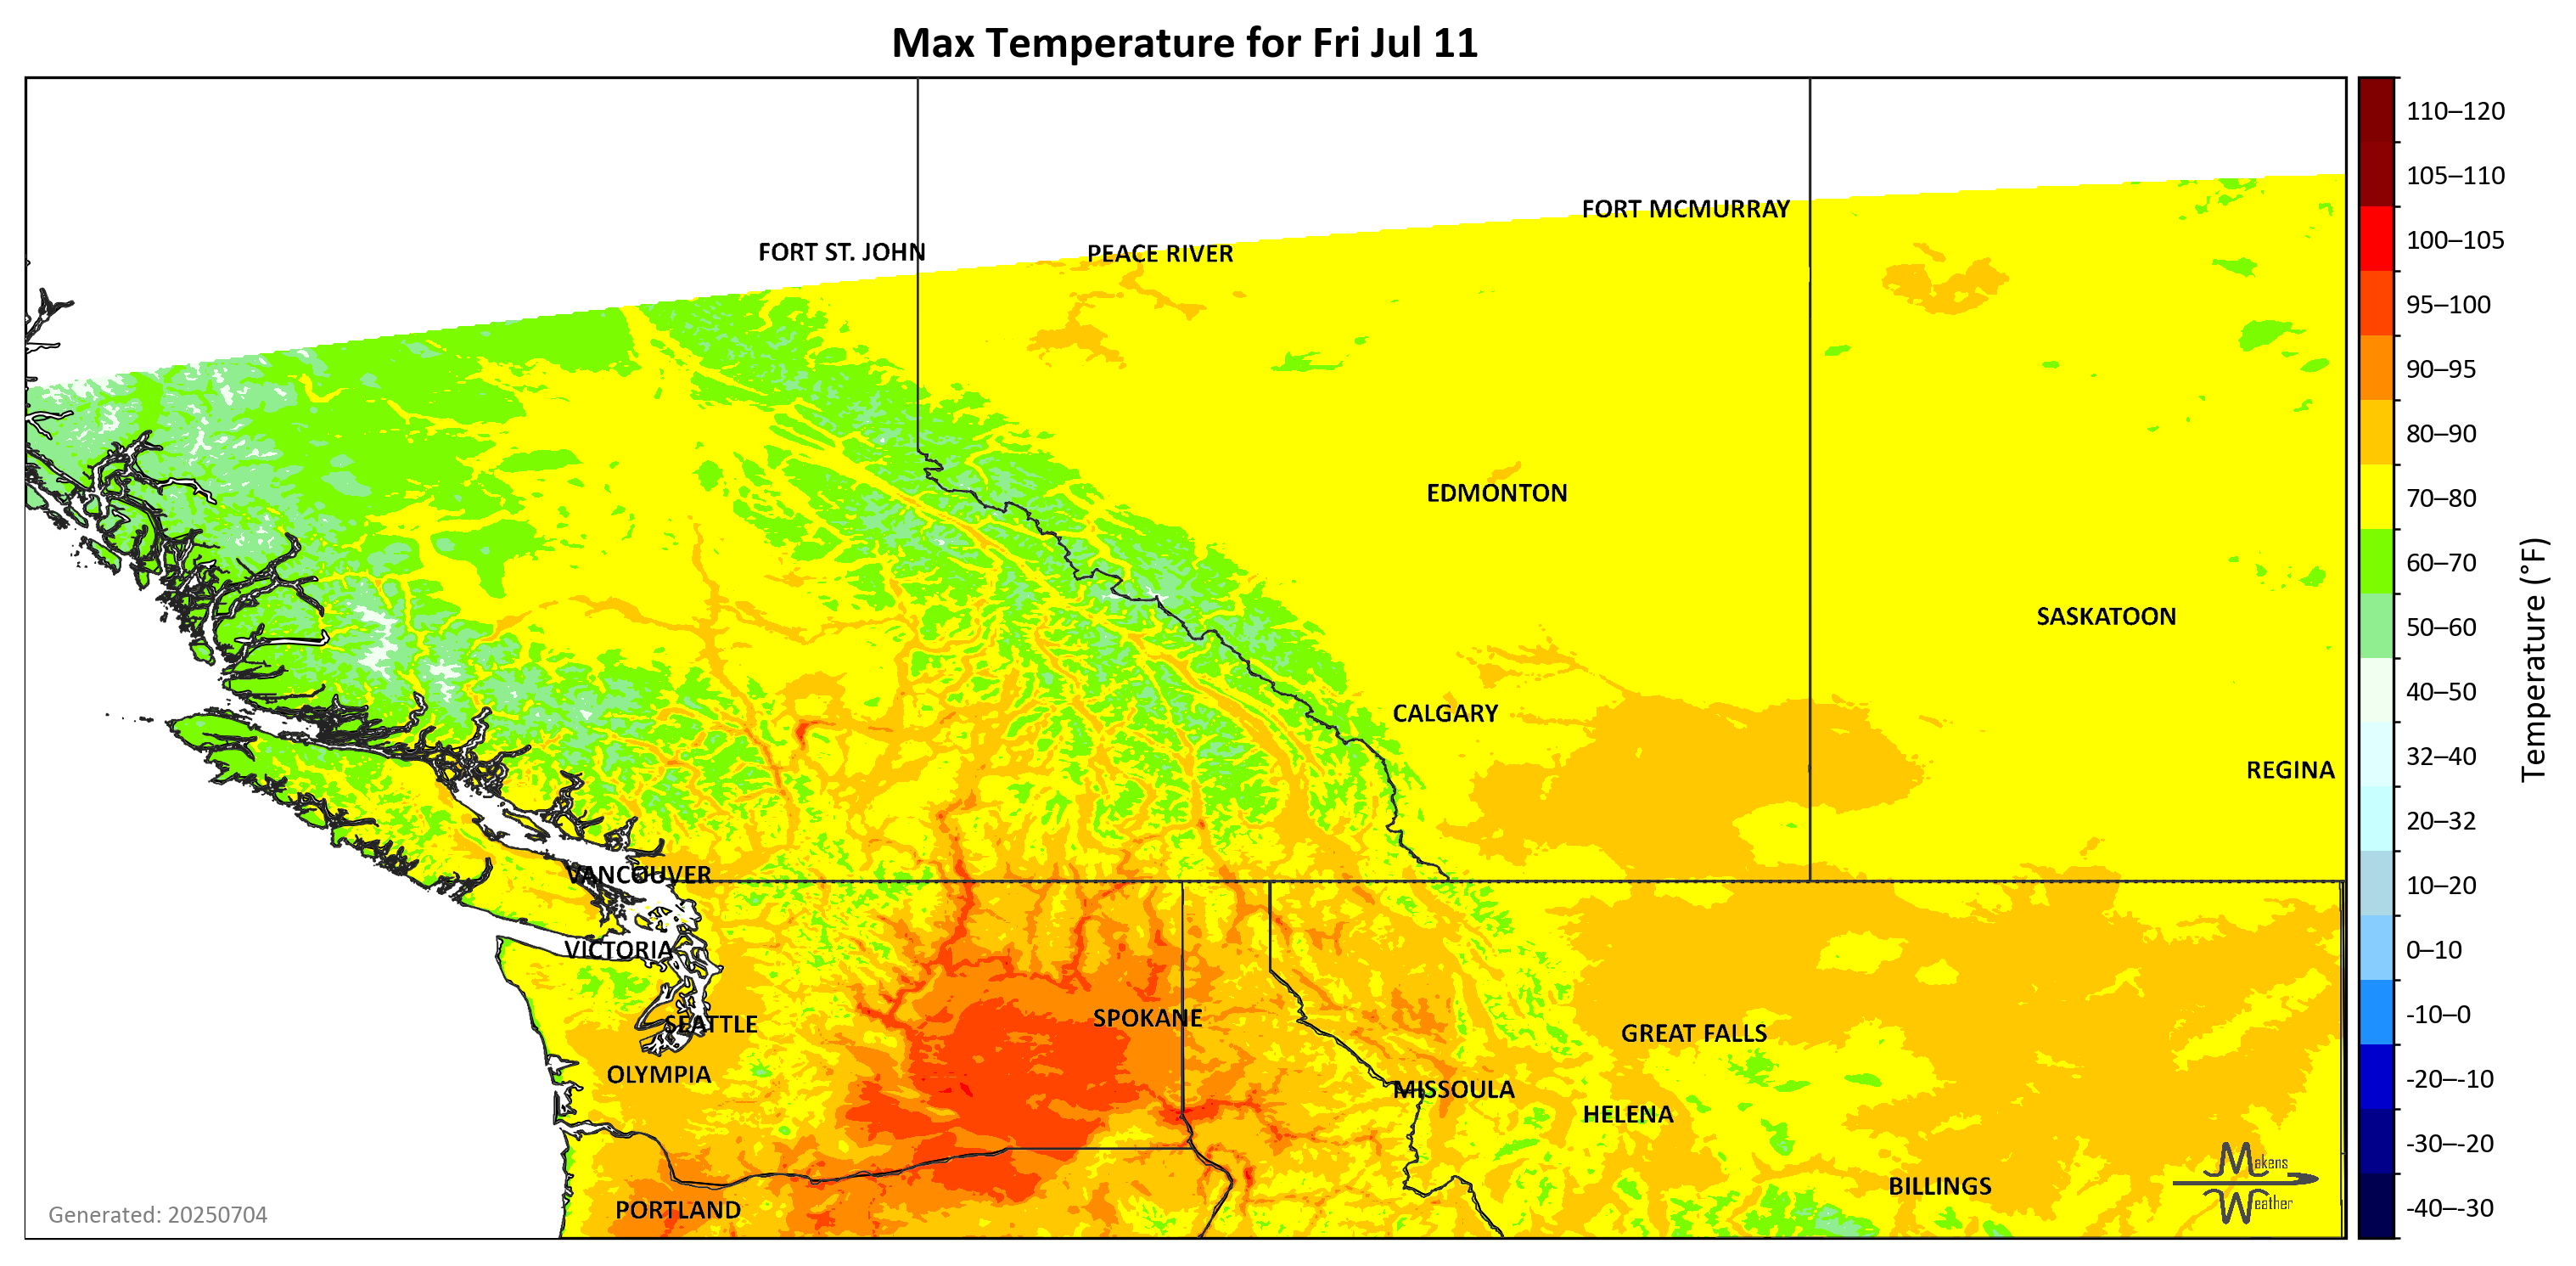 Max Temperature for Fri Jul 11
FORT MCMURRAY
FORT ST. JOHN
PEACE RIVER
EDMONTON
SASKATOON
CALGARY
REGINA
VANCOUVER
VICTORIA
SPOKANE
SEATTLE
GREAT FALLS
OLYMPIA
MISSOULA
HELENA
BILLINGS
PORTLAND
Makens
Weather
Generated: 20250704
110–120
105–110
100–105
95–100
90–95
80–90
70–80
60–70
50–60
40–50
32–40
20–32
10–20
0–10
-10–0
-20–-10
-30–-20
-40–-30
Temperature (°F)